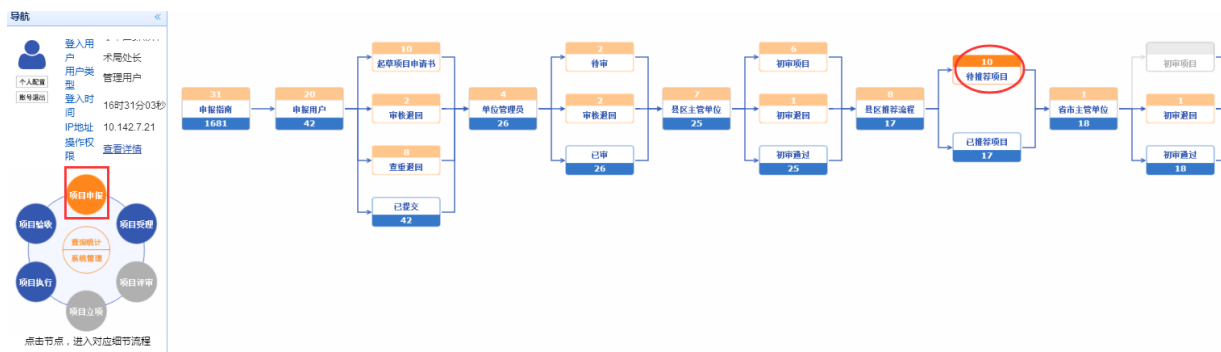 导航
«
登入用户
术局处长
用户类型
管理用户
登入时间
16时31分03秒
IP地址
10.142.7.21
操作权限
查看详情
个人配置
账号退出
项目申报
项目受理
项目评审
项目立项
项目执行
项目验收
查询统计
系统管理
点击节点，进入对应细节流程
31
申报指南
1681
20
申报用户
42
10
起草项目申请书
2
审核退回
8
查重退回
已提交
42
4
单位管理员
26
2
待审
2
审核退回
已审
26
7
县区主管单位
25
6
初审项目
1
初审退回
初审通过
25
8
县区推荐流程
17
10
待推荐项目
已推荐项目
17
1
省市主管单位
18
初审项目
1
初审退回
初审通过
18